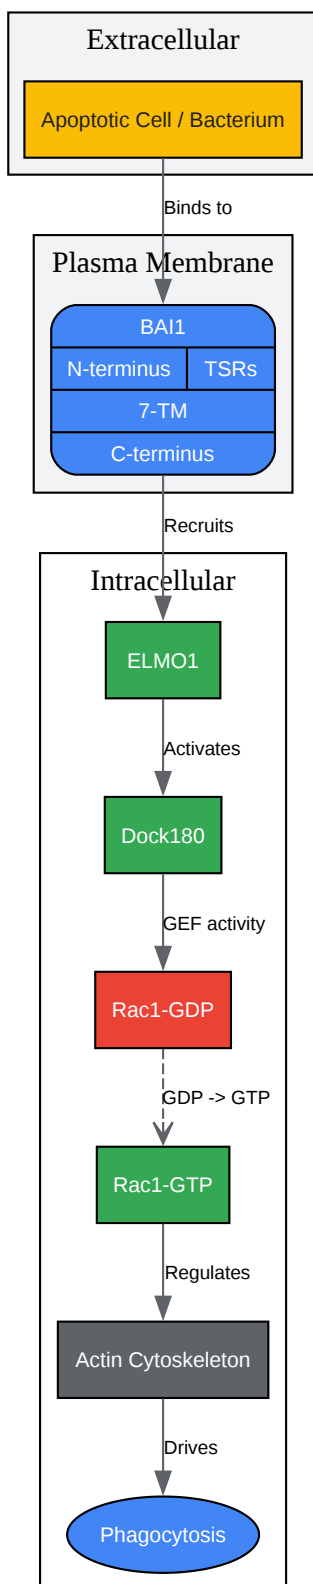 Extracellular
Apoptotic Cell / Bacterium
Binds to
Plasma Membrane
BAI1
N-terminus
TSRs
7-TM
C-terminus
Recruits
Intracellular
ELMO1
Activates
Dock180
GEF activity
Rac1-GDP
GDP -> GTP
Rac1-GTP
Regulates
Actin Cytoskeleton
Drives
Phagocytosis